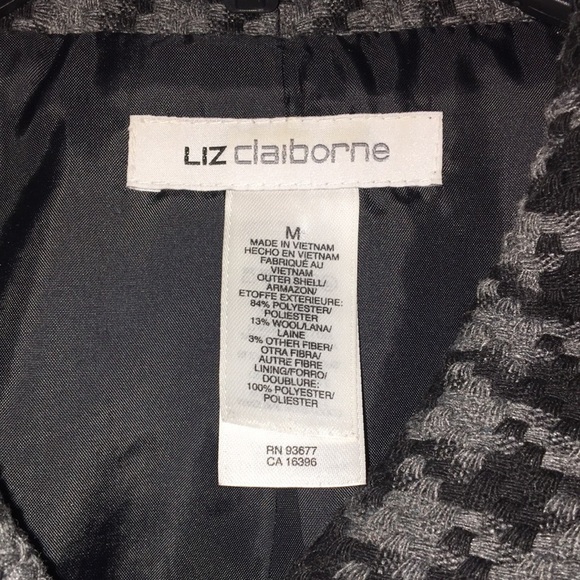 LIZ claiborne
M
MADE IN VIETNAM
HECHO EN VIETNAM
FABRIQUÉ AU
VIETNAM
OUTER SHELL/
ARMAZON/
ETOFFE EXTERIEURE:
84% POLYESTER/
POLIESTER
13% WOOL/LANA/
LAINE
3% OTHER FIBER/
OTRA FIBRA/
AUTRE FIBRE
LINING/FORRO/
DOUBLURE:
100% POLYESTER/
POLIESTER
RN 93677
CA 16396